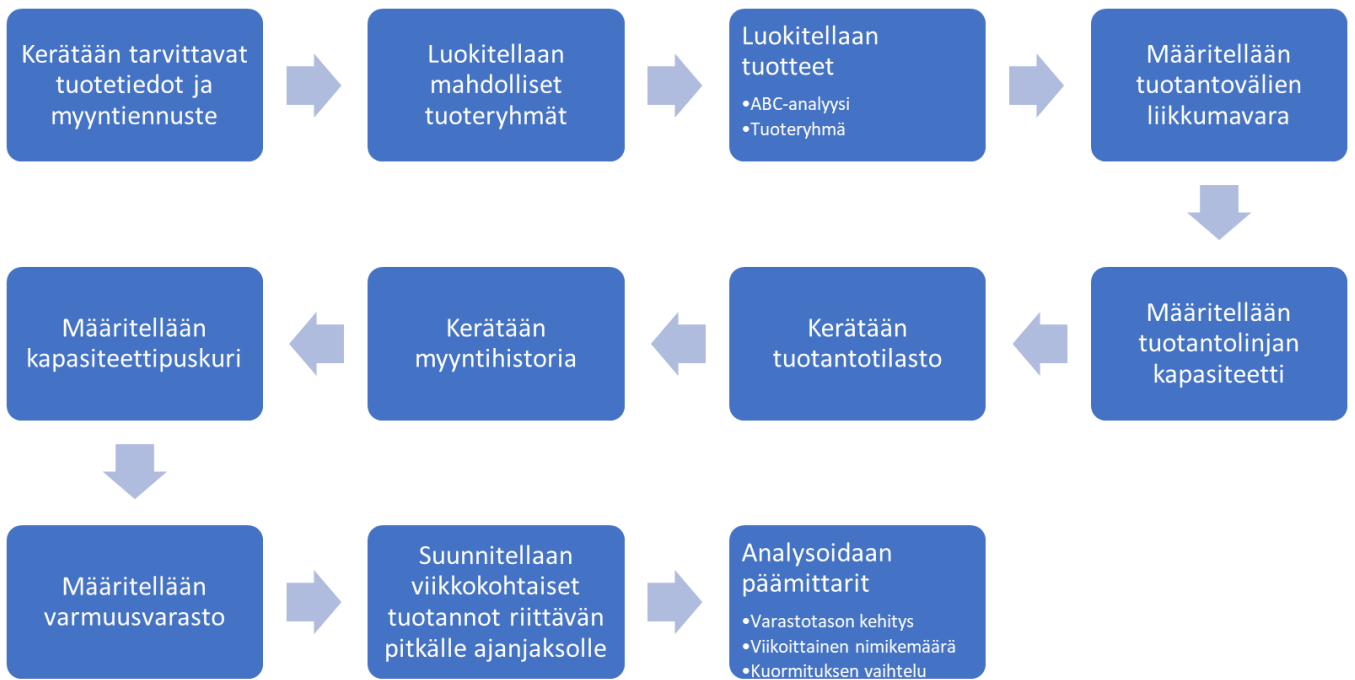 Kerätään tarvittavat
tuotetiedot ja
myyntiennuste
Luokitellaan
mahdolliset
tuoteryhmät
Luokitellaan
tuotteet
•ABC-analyysi
•Tuoteryhmä
Määritellään
tuotantovälien
liikkumavara
Määritellään
tuotantolinjan
kapasiteetti
Kerätään
tuotantotilasto
Kerätään
myyntihistoria
Määritellään
kapasiteettipuskuri
Määritellään
varmuusvarasto
Suunnitellaan
viikkokohtaiset
tuotannot riittävän
pitkälle ajanjaksolle
Analysoidaan
päämittarit
•Varastotason kehitys
•Viikoittainen nimikemäärä
•Kuormituksen vaihtelu